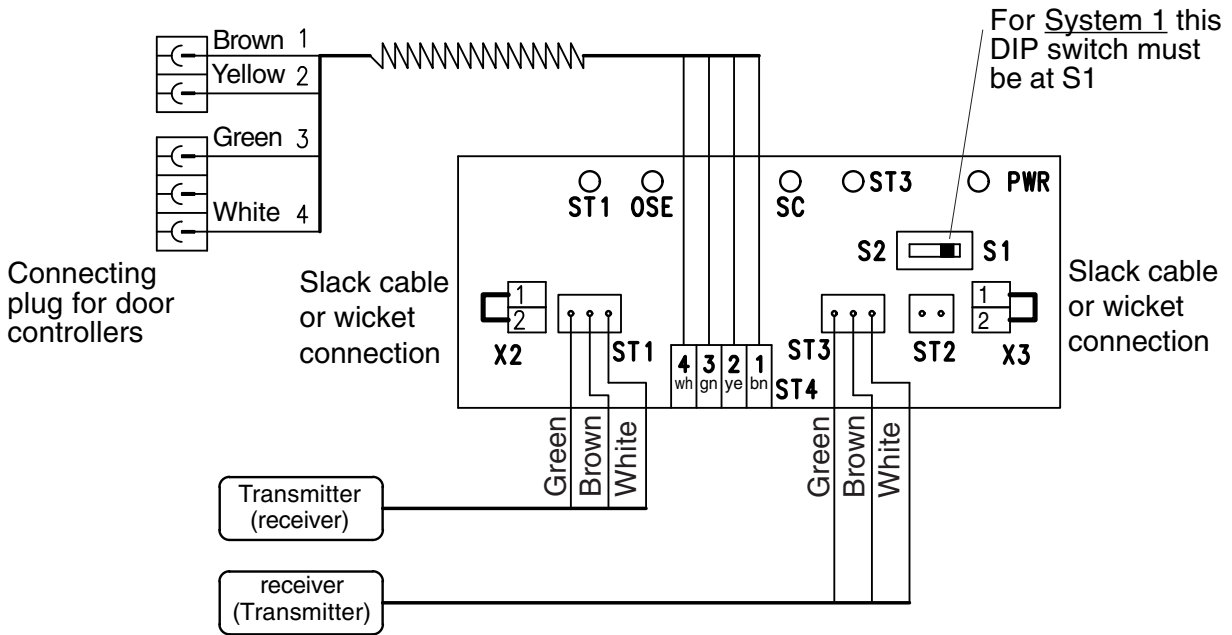 For System 1 this
DIP switch must
be at S1
Brown 1
Yellow 2
Green 3
White 4
Connecting
plug for door
controllers
ST1 OSE SC ST3 PWR
S2 S1
Slack cable
or wicket
connection
1
2
X2
ST1
4 3 2 1
wh gn ye bn
ST4
ST3
ST2
1
2
X3
Slack cable
or wicket
connection
Green
Brown
White
Green
Brown
White
Transmitter
(receiver)
receiver
(Transmitter)